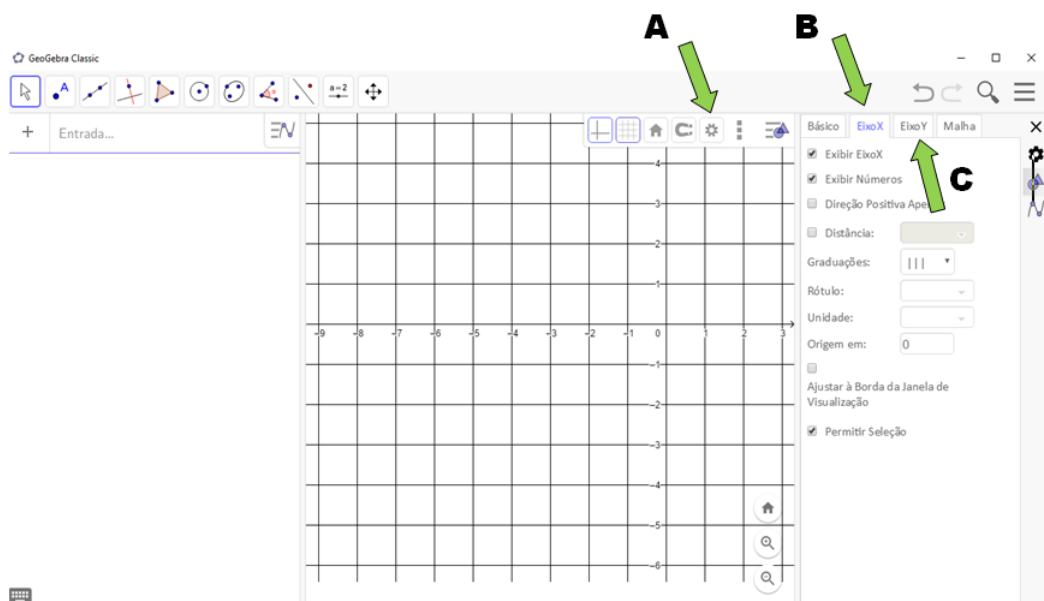 A B
GeoGebra Classic
A
a=2
+ Entrada...
Básico EixoX EixoY Malha
Exibir EixoX
Exibir Números
C
Direção Positiva Ape
Distância:
Graduações:
Rótulo:
Unidade:
Origem em: 0
Ajustar à Borda da Janela de
Visualização
Permitir Seleção
4
3
2
1
-9 -8 -7 -6 -5 -4 -3 -2 -1 0 1 2 3
-1
-2
-3
-4
-5
-6